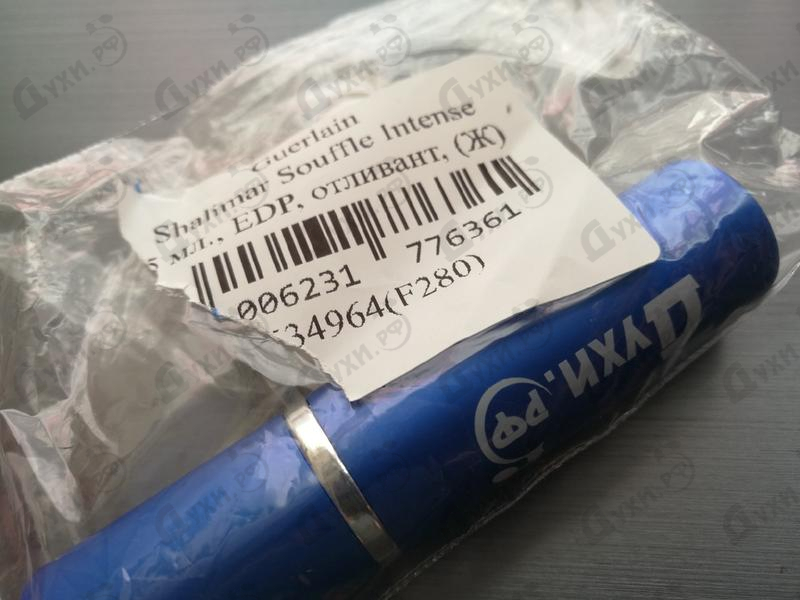 Guerlain
Shalimar Souffle Intense
5 мл., EDP, отливант, (Ж)
006231 776361
34964(F280)
Духи.РФ